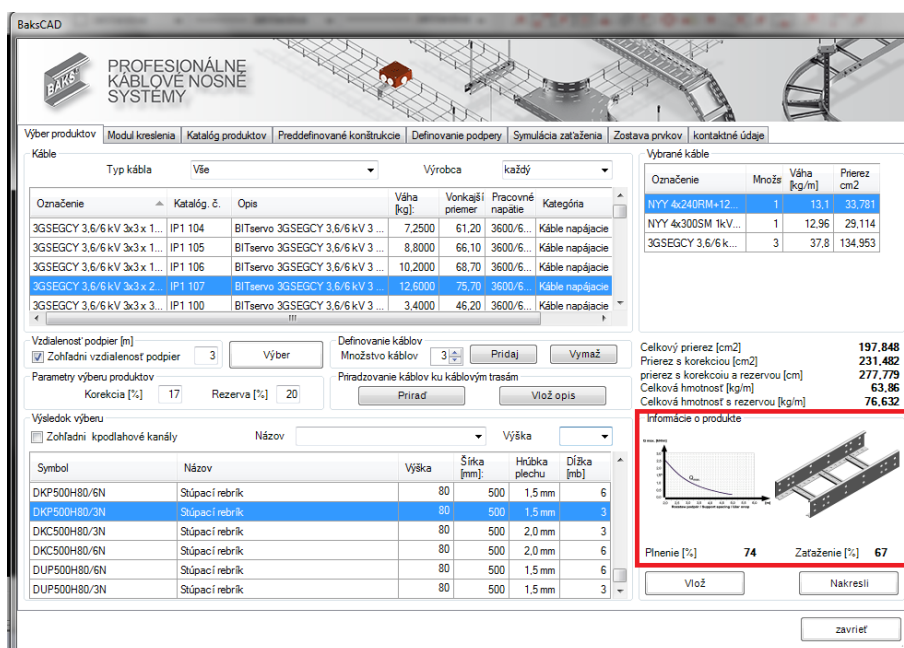 BaksCAD
BAKS
PROFESIONÁLNE
KÁBLOVÉ NOSNÉ
SYSTÉMY
Výber produktov Modul kreslenia Katalóg produktov Preddefinované konštrukcie Definovanie podpery Symulácia zaťaženia Zostava prvkov kontaktné údaje
Káble
Typ kábla Vše Výrobca každý
Označenie Katalóg. č. Opis Váha [kg]: Vonkajší priemer Pracovné napätie Kategória
3GSEGCY 3,6/6 kV 3x3 x 1... IP1 104 BITservo 3GSEGCY 3,6/6 kV 3 ... 7,2500 61,20 3600/6... Káble napájacie
3GSEGCY 3,6/6 kV 3x3 x 1... IP1 105 BITservo 3GSEGCY 3,6/6 kV 3 ... 8,8000 66,10 3600/6... Káble napájacie
3GSEGCY 3,6/6 kV 3x3 x 1... IP1 106 BITservo 3GSEGCY 3,6/6 kV 3 ... 10,2000 68,70 3600/6... Káble napájacie
3GSEGCY 3,6/6 kV 3x3 x 2... IP1 107 BITservo 3GSEGCY 3,6/6 kV 3 ... 12,6000 75,70 3600/6... Káble napájacie
3GSEGCY 3,6/6 kV 3x3 x 3... IP1 100 BITservo 3GSEGCY 3,6/6 kV 3 ... 3,4000 46,20 3600/6... Káble napájacie
Vybrané káble
Označenie Množs Váha [kg/m] Prierez cm2
NYY 4x240RM+12... 1 13,1 33,781
NYY 4x300SM 1kV... 1 12,96 29,114
3GSEGCY 3,6/6 k... 3 37,8 134,953
Vzdialenosť podpier [m]
Zohľadni vzdialenosť podpier 3 Výber
Definovanie káblov
Množstvo káblov 3 Pridaj Vymaž
Parametry výberu produktov
Korekcia [%] 17 Rezerva [%] 20
Priradzovanie káblov ku káblovým trasám
Priraď Vlož opis
Celkový prierez [cm2] 197,848
Prierez s korekciou [cm2] 231,482
prierez s korekcoiu a rezervou [cm] 277,779
Celková hmotnosť [kg/m] 63,86
Celková hmotnosť s rezervou [kg/m] 76,632
Výsledok výberu
Zohľadni kpodlahové kanály Názov Výška
Symbol Názov Výška Šírka [mm]: Hrúbka plechu Dĺžka [mb]
DKP500H80/6N Stúpací rebrík 80 500 1,5 mm 6
DKP500H80/3N Stúpací rebrík 80 500 1,5 mm 3
DKC500H80/3N Stúpací rebrík 80 500 2,0 mm 3
DKC500H80/6N Stúpací rebrík 80 500 2,0 mm 6
DUP500H80/6N Stúpací rebrík 80 500 1,5 mm 6
DUP500H80/3N Stúpací rebrík 80 500 1,5 mm 3
Informácie o produkte
Plnenie [%] 74 Zaťaženie [%] 67
Vlož Nakresli
zavrieť